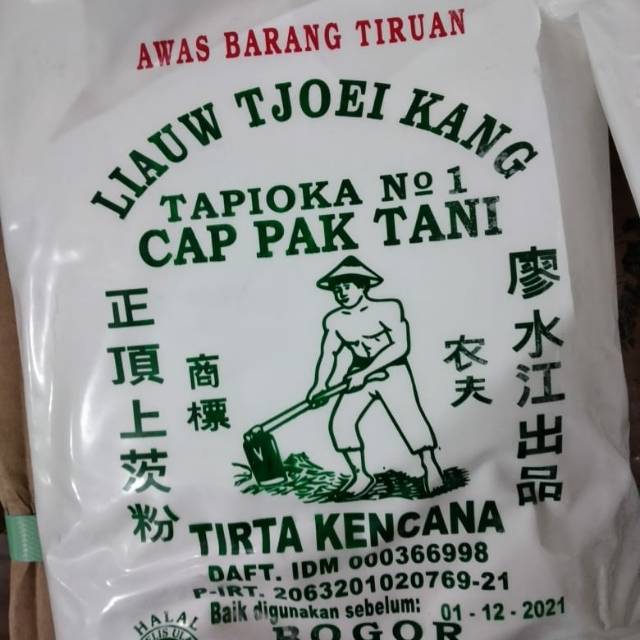 AWAS BARANG TIRUAN
LIAUW TJOEI KANG
TAPIOKA No 1
CAP PAK TANI
正頂上茨粉
商標
农夫
廖水江出品
TIRTA KENCANA
DAFT. IDM 000366998
P-IRT. 2063201020769-21
Baik digunakan sebelum: 01-12-2021
HALAL
BOGOR